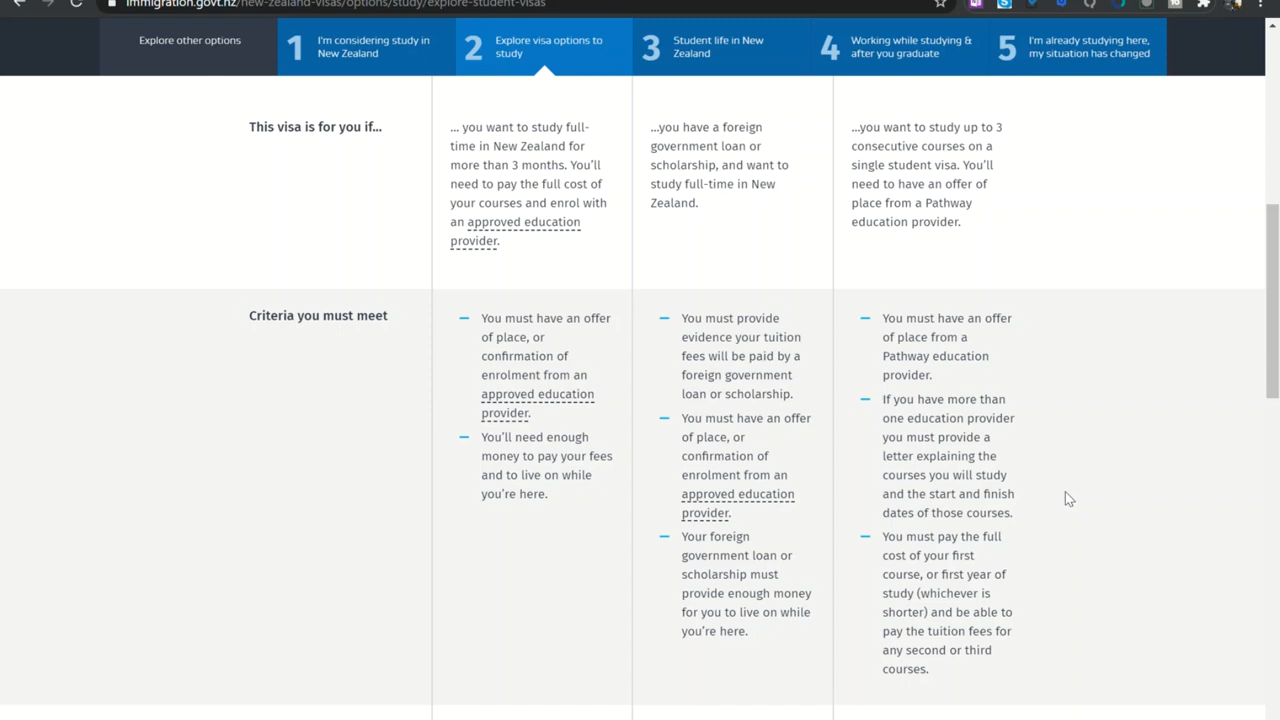 immigration.govt.nz/new-zealand-visas/options/study/explore-student-visas
Explore other options
1
I'm considering study in
New Zealand
2
Explore visa options to
study
3
Student life in New
Zealand
4
Working while studying &
after you graduate
5
I'm already studying here,
my situation has changed
This visa is for you if...
... you want to study full-
time in New Zealand for
more than 3 months. You'll
need to pay the full cost of
your courses and enrol with
an approved education
provider.
...you have a foreign
government loan or
scholarship, and want to
study full-time in New
Zealand.
...you want to study up to 3
consecutive courses on a
single student visa. You'll
need to have an offer of
place from a Pathway
education provider.
Criteria you must meet
You must have an offer
of place, or
confirmation of
enrolment from an
approved education
provider.
You'll need enough
money to pay your fees
and to live on while
you're here.
You must provide
evidence your tuition
fees will be paid by a
foreign government
loan or scholarship.
You must have an offer
of place, or
confirmation of
enrolment from an
approved education
provider.
Your foreign
government loan or
scholarship must
provide enough money
for you to live on while
you're here.
You must have an offer
of place from a
Pathway education
provider.
If you have more than
one education provider
you must provide a
letter explaining the
courses you will study
and the start and finish
dates of those courses.
You must pay the full
cost of your first
course, or first year of
study (whichever is
shorter) and be able to
pay the tuition fees for
any second or third
courses.